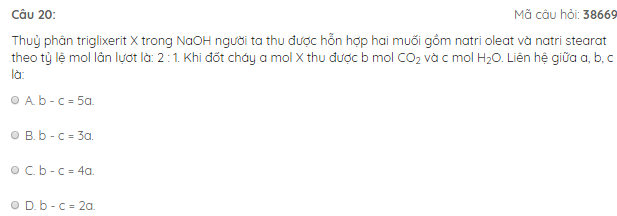 Câu 20:
Mã câu hỏi: 38669
Thuỷ phân triglixerit X trong NaOH người ta thu được hỗn hợp hai muối gồm natri oleat và natri stearat
theo tỷ lệ mol lần lựơt là: 2 : 1. Khi đốt cháy a mol X thu được b mol CO₂ và c mol H₂O. Liên hệ giữa a, b, c
là:
A. b - c = 5a.
B. b - c = 3a.
C. b - c = 4a.
D. b - c = 2a.